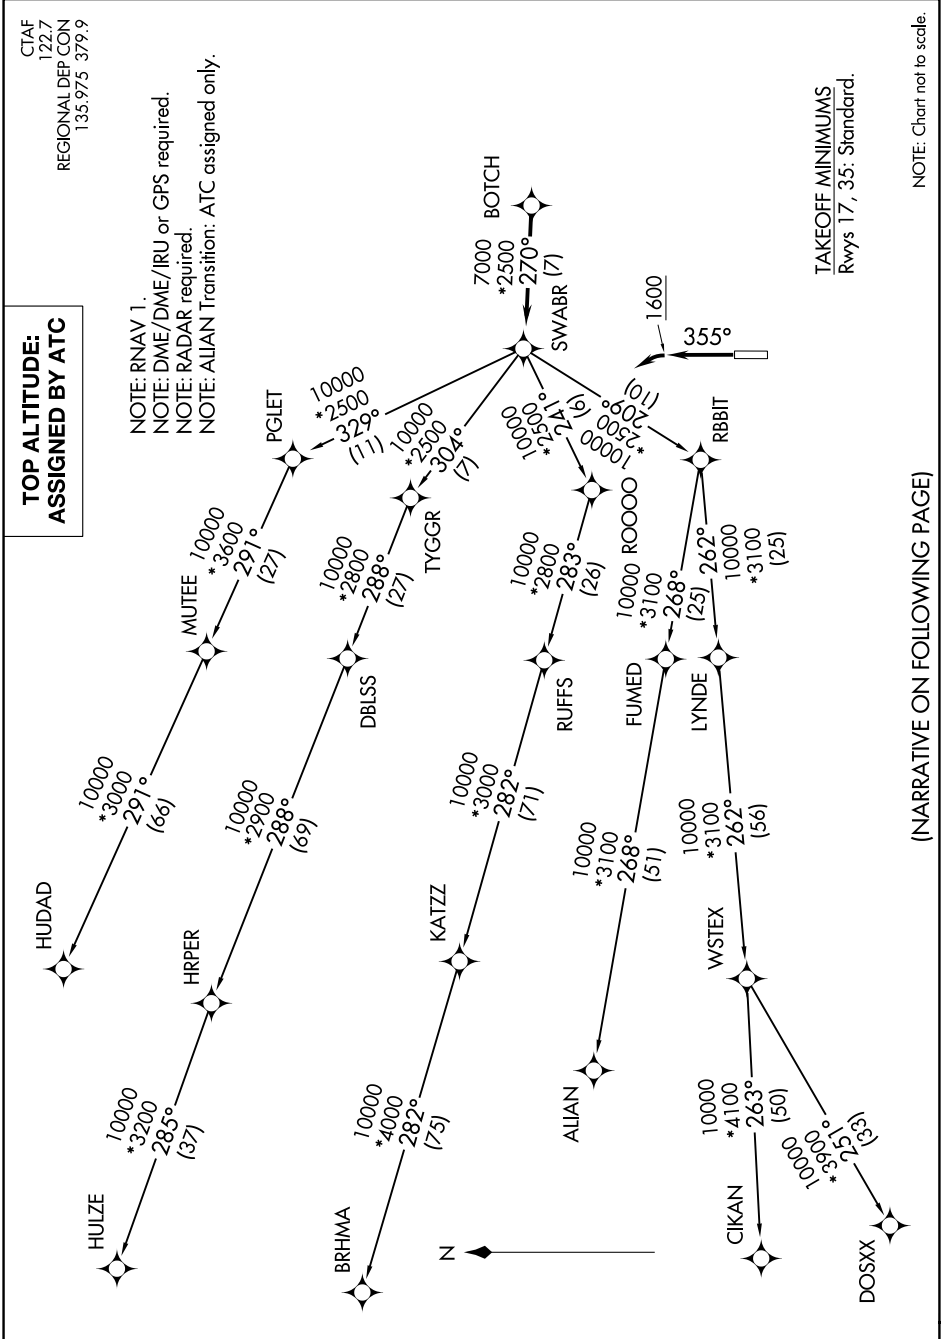 CTAF
122.7
REGIONAL DEP CON
135.975 379.9
TOP ALTITUDE:
ASSIGNED BY ATC
NOTE: RNAV 1.
NOTE: DME/DME/IRU or GPS required.
NOTE: RADAR required.
NOTE: ALIAN Transition: ATC assigned only.
BOTCH
7000
*2500
270°
(7)
SWABR
10000
*2500
329°
(11)
PGLET
10000
*3600
291°
(27)
MUTEE
10000
*3000
291°
(66)
HUDAD
10000
*2500
304°
(7)
TYGGR
10000
*2800
288°
(27)
DBLSS
10000
*2900
288°
(69)
HRPER
10000
*3200
285°
(37)
HULZE
10000
*2500
241°
(6)
ROOOO
10000
*2800
283°
(26)
RUFFS
10000
*3000
282°
(71)
KATZZ
10000
*4000
282°
(75)
BRHMA
10000
*2500
209°
(10)
RBBIT
10000
*3100
268°
(25)
FUMED
10000
*3100
268°
(51)
ALIAN
262°
10000
*3100
(25)
LYNDE
10000
*3100
262°
(56)
WSTEX
10000
*4100
263°
(50)
CIKAN
10000
*3900
251°
(33)
DOSXX
N
1600
355°
TAKEOFF MINIMUMS
Rwys 17, 35: Standard.
NOTE: Chart not to scale.
(NARRATIVE ON FOLLOWING PAGE)